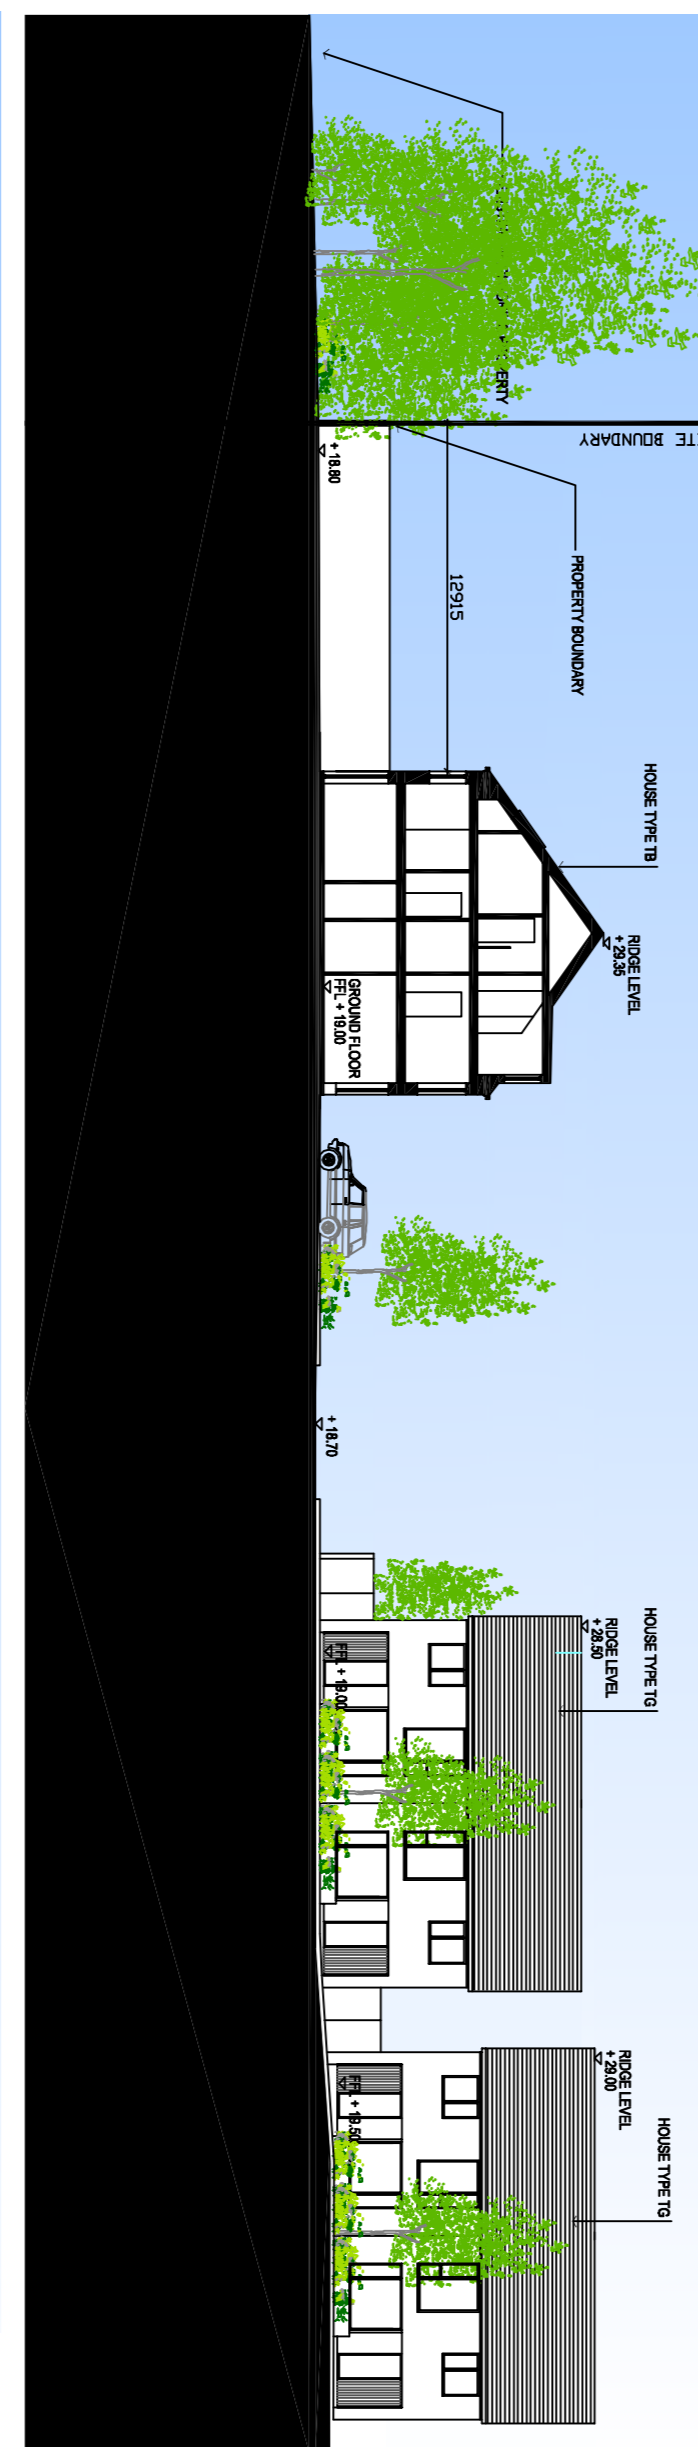 ERTY
BOUNDARY
+ 18.80
PROPERTY BOUNDARY
12915
HOUSE TYPE TB
RIDGE LEVEL
+ 29.35
GROUND FLOOR
FFL + 19.00
+ 18.70
HOUSE TYPE TG
RIDGE LEVEL
+ 28.50
FFL + 19.00
RIDGE LEVEL
+ 29.00
HOUSE TYPE TG
FFL + 19.50